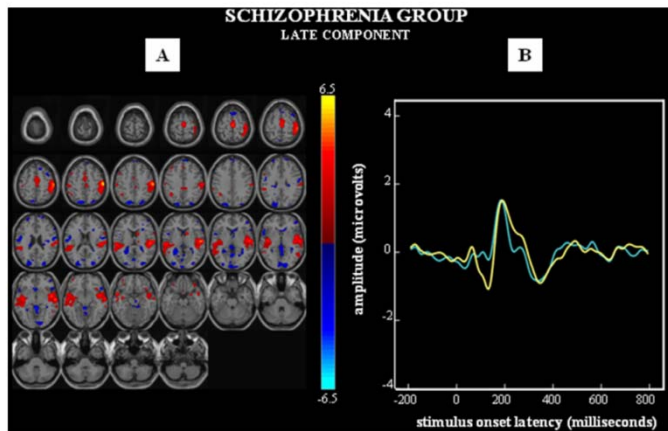 SCHIZOPHRENIA GROUP
LATE COMPONENT
A
B
6.5
-6.5
4
2
0
-2
-4
amplitude (microvolts)
-200 0 200 400 600 800
stimulus onset latency (milliseconds)